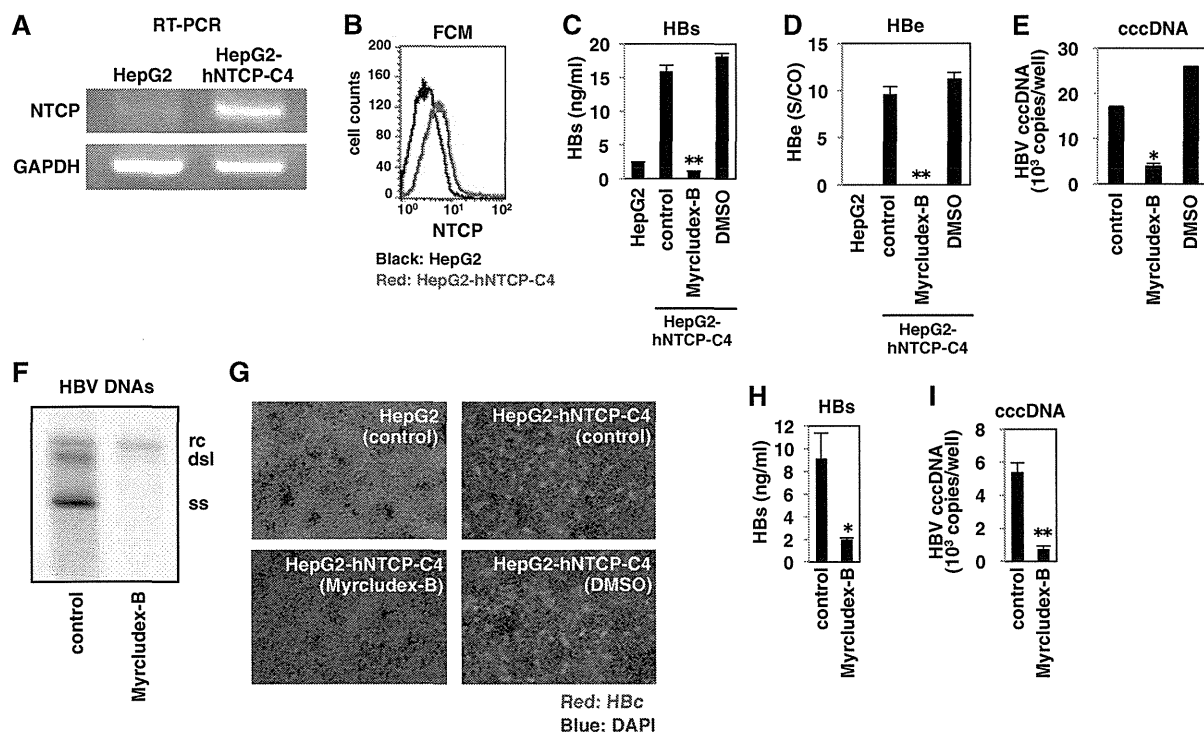 A
RT-PCR
HepG2
HepG2-
hNTCP-C4
NTCP
GAPDH
B
FCM
cell counts
200
160
120
80
40
0
10⁰
10¹
10²
NTCP
Black: HepG2
Red: HepG2-hNTCP-C4
C
HBs
HBs (ng/ml)
20
15
10
5
0
**
HepG2
control
Myrcludex-B
DMSO
HepG2-
hNTCP-C4
D
HBe
HBe (S/CO)
15
10
5
0
**
HepG2
control
Myrcludex-B
DMSO
HepG2-
hNTCP-C4
E
cccDNA
HBV cccDNA
(10³ copies/well)
30
20
10
0
*
control
Myrcludex-B
DMSO
F
HBV DNAs
rc
dsl
ss
control
Myrcludex-B
G
HepG2
(control)
HepG2-hNTCP-C4
(control)
HepG2-hNTCP-C4
(Myrcludex-B)
HepG2-hNTCP-C4
(DMSO)
Red: HBc
Blue: DAPI
H
HBs
HBs (ng/ml)
12
10
8
6
4
2
0
*
control
Myrcludex-B
I
cccDNA
HBV cccDNA
(10³ copies/well)
8
6
4
2
0
**
control
Myrcludex-B